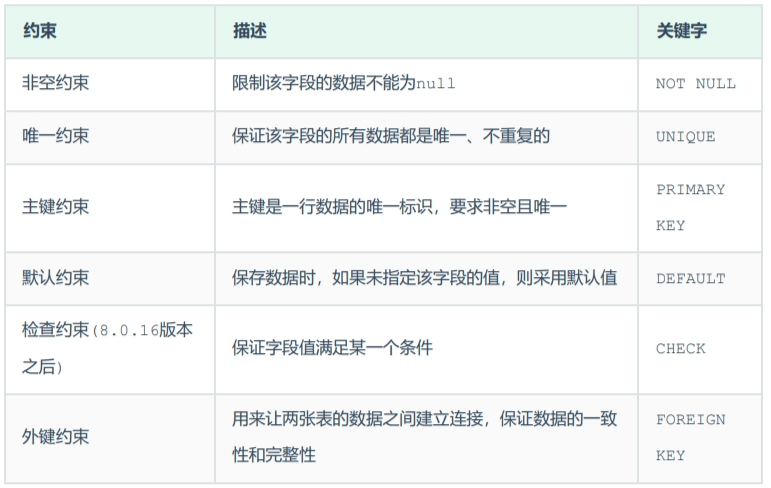 约束 描述 关键字
非空约束 限制该字段的数据不能为null NOT NULL
唯一约束 保证该字段的所有数据都是唯一、不重复的 UNIQUE
主键约束 主键是一行数据的唯一标识，要求非空且唯一 PRIMARY
KEY
默认约束 保存数据时，如果未指定该字段的值，则采用默认值 DEFAULT
检查约束(8.0.16版本
之后) 保证字段值满足某一个条件 CHECK
外键约束 用来让两张表的数据之间建立连接，保证数据的一致
性和完整性 FOREIGN
KEY